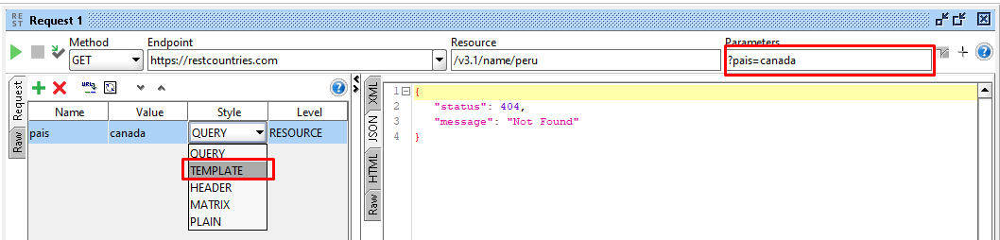 RE
ST
Request 1
Method
Endpoint
Resource
Parameters
GET
https://restcountries.com
/v3.1/name/peru
?pais=canada
Request
Raw
Name Value Style Level
pais canada QUERY RESOURCE
QUERY
TEMPLATE
HEADER
MATRIX
PLAIN
XML
JSON
HTML
Raw
1 {
2 "status": 404,
3 "message": "Not Found"
4 }